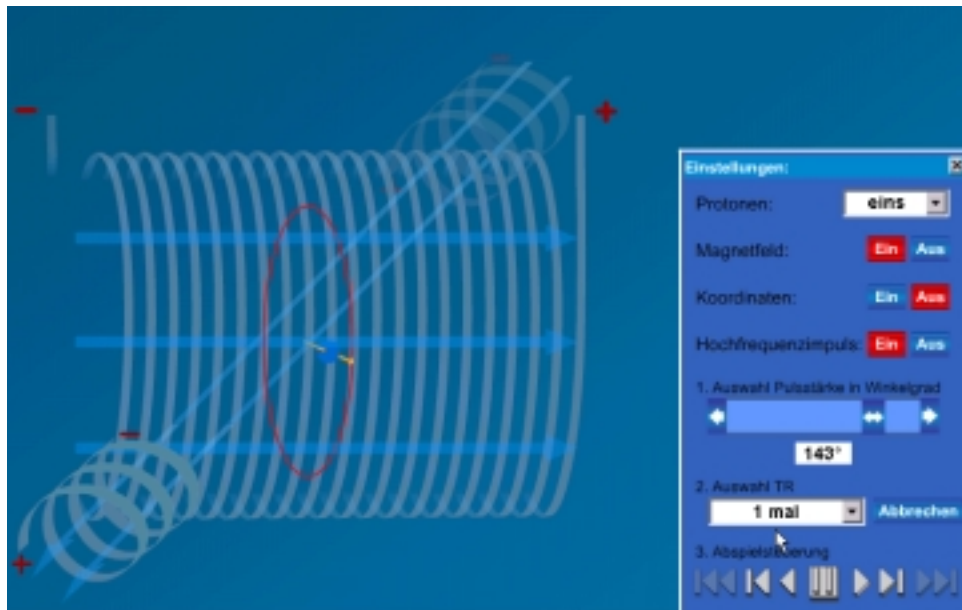 Einstellungen:
Protonen: eins
Magnetfeld: Ein Aus
Koordinaten: Ein Aus
Hochfrequenzimpuls: Ein Aus
1. Auswahl Pulsstärke in Winkelgrad
143°
2. Auswahl TR
1 mal Abbrechen
3. Abspielsteuerung